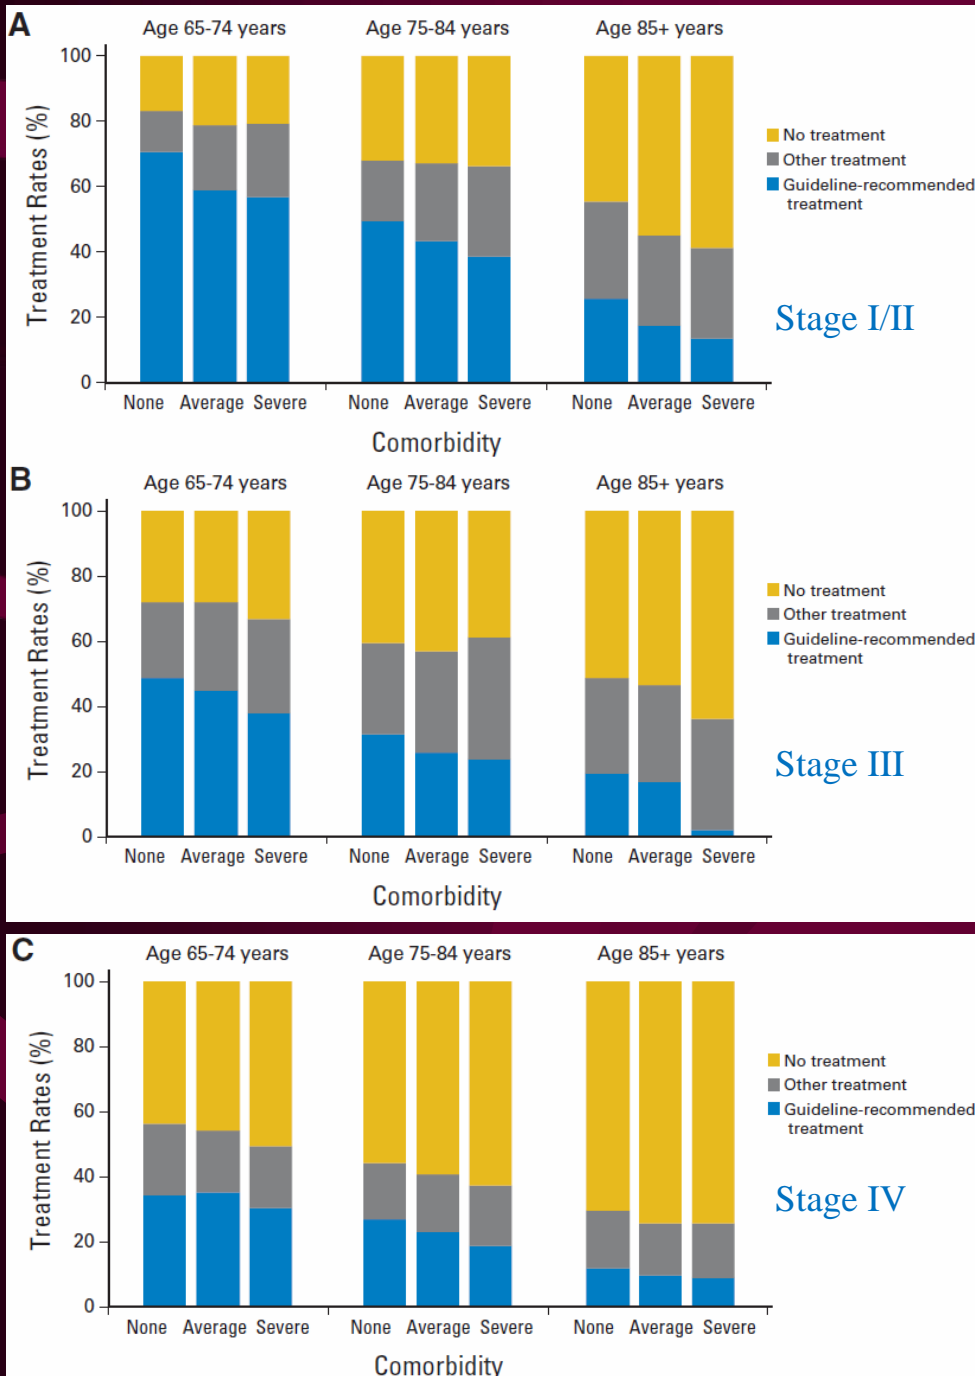 A
Age 65-74 years Age 75-84 years Age 85+ years
Treatment Rates (%)
100
80
60
40
20
0
None Average Severe None Average Severe None Average Severe
Comorbidity
No treatment
Other treatment
Guideline-recommended
treatment
Stage I/II
B
Age 65-74 years Age 75-84 years Age 85+ years
Treatment Rates (%)
100
80
60
40
20
0
None Average Severe None Average Severe None Average Severe
Comorbidity
No treatment
Other treatment
Guideline-recommended
treatment
Stage III
C
Age 65-74 years Age 75-84 years Age 85+ years
Treatment Rates (%)
100
80
60
40
20
0
None Average Severe None Average Severe None Average Severe
Comorbidity
No treatment
Other treatment
Guideline-recommended
treatment
Stage IV